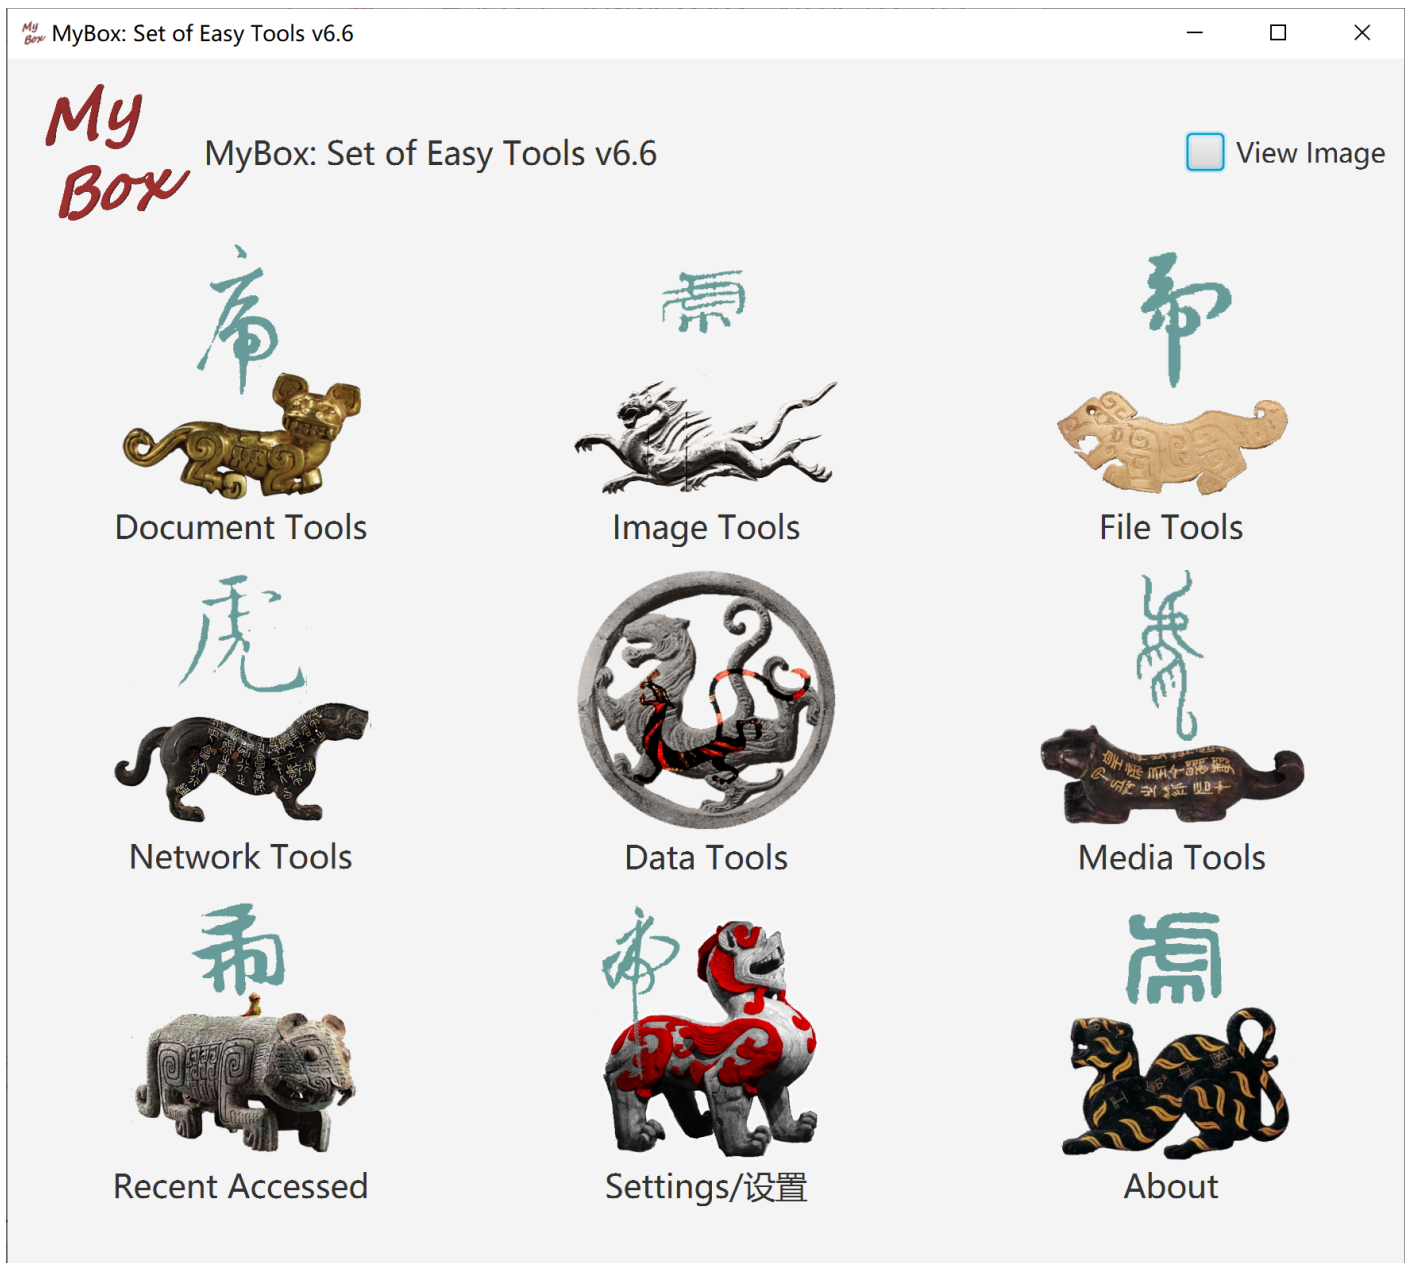 MyBox: Set of Easy Tools v6.6
My
Box
MyBox: Set of Easy Tools v6.6
View Image
Document Tools
Image Tools
File Tools
虎
Network Tools
Data Tools
Media Tools
Recent Accessed
Settings/设置
About